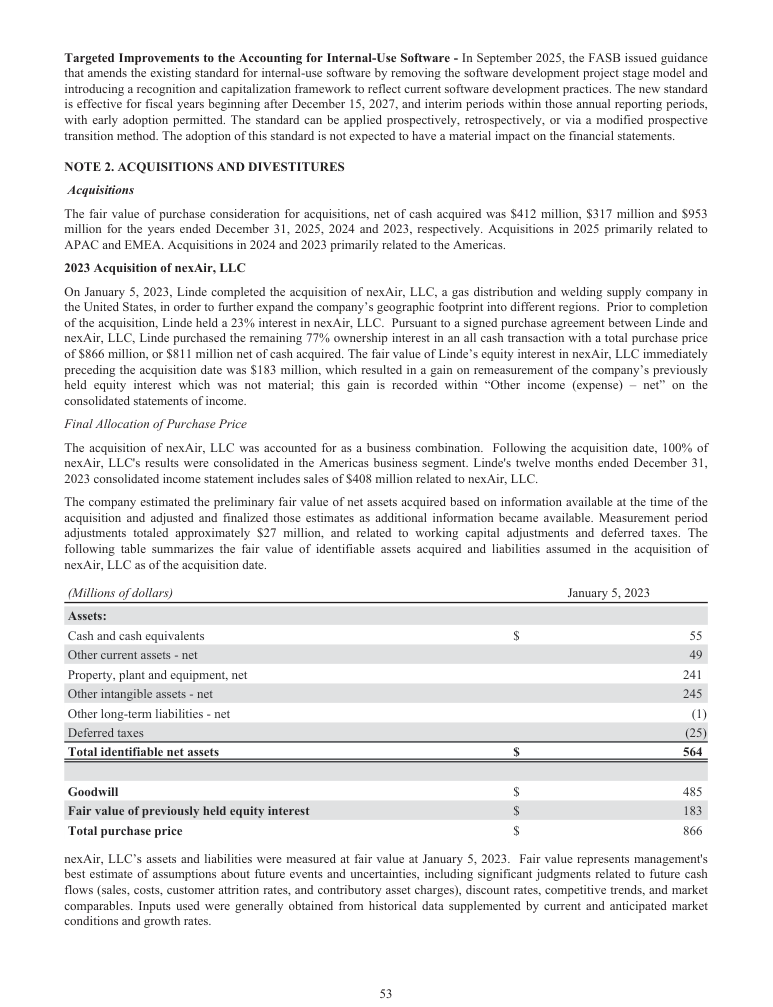 Targeted Improvements to the Accounting for Internal-Use Software - In September 2025, the FASB issued guidance
that amends the existing standard for internal-use software by removing the software development project stage model and
introducing a recognition and capitalization framework to reflect current software development practices. The new standard
is effective for fiscal years beginning after December 15, 2027, and interim periods within those annual reporting periods,
with early adoption permitted. The standard can be applied prospectively, retrospectively, or via a modified prospective
transition method. The adoption of this standard is not expected to have a material impact on the financial statements.
NOTE 2. ACQUISITIONS AND DIVESTITURES
Acquisitions
The fair value of purchase consideration for acquisitions, net of cash acquired was $412 million, $317 million and $953
million for the years ended December 31, 2025, 2024 and 2023, respectively. Acquisitions in 2025 primarily related to
APAC and EMEA. Acquisitions in 2024 and 2023 primarily related to the Americas.
2023 Acquisition of nexAir, LLC
On January 5, 2023, Linde completed the acquisition of nexAir, LLC, a gas distribution and welding supply company in
the United States, in order to further expand the company's geographic footprint into different regions. Prior to completion
of the acquisition, Linde held a 23% interest in nexAir, LLC. Pursuant to a signed purchase agreement between Linde and
nexAir, LLC, Linde purchased the remaining 77% ownership interest in an all cash transaction with a total purchase price
of $866 million, or $811 million net of cash acquired. The fair value of Linde's equity interest in nexAir, LLC immediately
preceding the acquisition date was $183 million, which resulted in a gain on remeasurement of the company's previously
held equity interest which was not material; this gain is recorded within “Other income (expense) – net” on the
consolidated statements of income.
Final Allocation of Purchase Price
The acquisition of nexAir, LLC was accounted for as a business combination. Following the acquisition date, 100% of
nexAir, LLC's results were consolidated in the Americas business segment. Linde's twelve months ended December 31,
2023 consolidated income statement includes sales of $408 million related to nexAir, LLC.
The company estimated the preliminary fair value of net assets acquired based on information available at the time of the
acquisition and adjusted and finalized those estimates as additional information became available. Measurement period
adjustments totaled approximately $27 million, and related to working capital adjustments and deferred taxes. The
following table summarizes the fair value of identifiable assets acquired and liabilities assumed in the acquisition of
nexAir, LLC as of the acquisition date.
(Millions of dollars) January 5, 2023
Assets:
Cash and cash equivalents $ 55
Other current assets - net 49
Property, plant and equipment, net 241
Other intangible assets - net 245
Other long-term liabilities - net (1)
Deferred taxes (25)
Total identifiable net assets $ 564
Goodwill $ 485
Fair value of previously held equity interest $ 183
Total purchase price $ 866
nexAir, LLC's assets and liabilities were measured at fair value at January 5, 2023. Fair value represents management's
best estimate of assumptions about future events and uncertainties, including significant judgments related to future cash
flows (sales, costs, customer attrition rates, and contributory asset charges), discount rates, competitive trends, and market
comparables. Inputs used were generally obtained from historical data supplemented by current and anticipated market
conditions and growth rates.
53